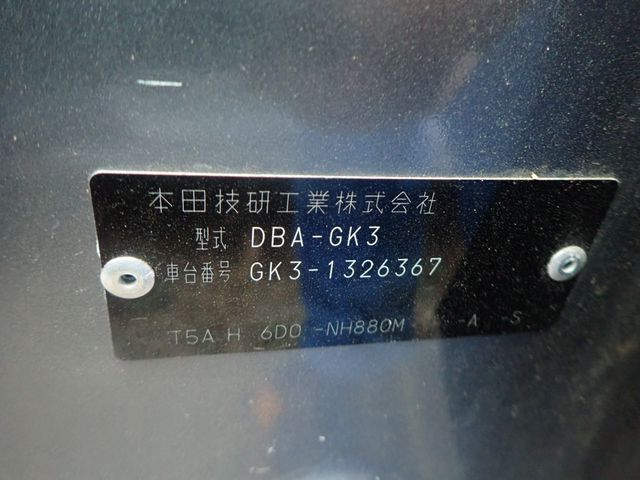 本田技研工業株式会社
型式 DBA-GK3
車台番号 GK3-1326367
T5A H 6D0 -NH880M -A -S